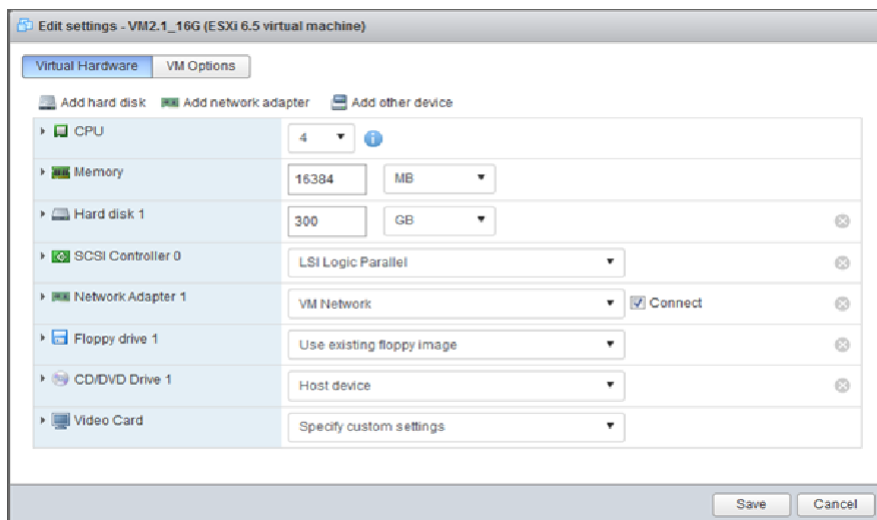 Edit settings - VM2.1_16G (ESXi 6.5 virtual machine)
Virtual Hardware VM Options
Add hard disk Add network adapter Add other device
CPU 4
Memory 16384 MB
Hard disk 1 300 GB
SCSI Controller 0 LSI Logic Parallel
Network Adapter 1 VM Network Connect
Floppy drive 1 Use existing floppy image
CD/DVD Drive 1 Host device
Video Card Specify custom settings
Save Cancel